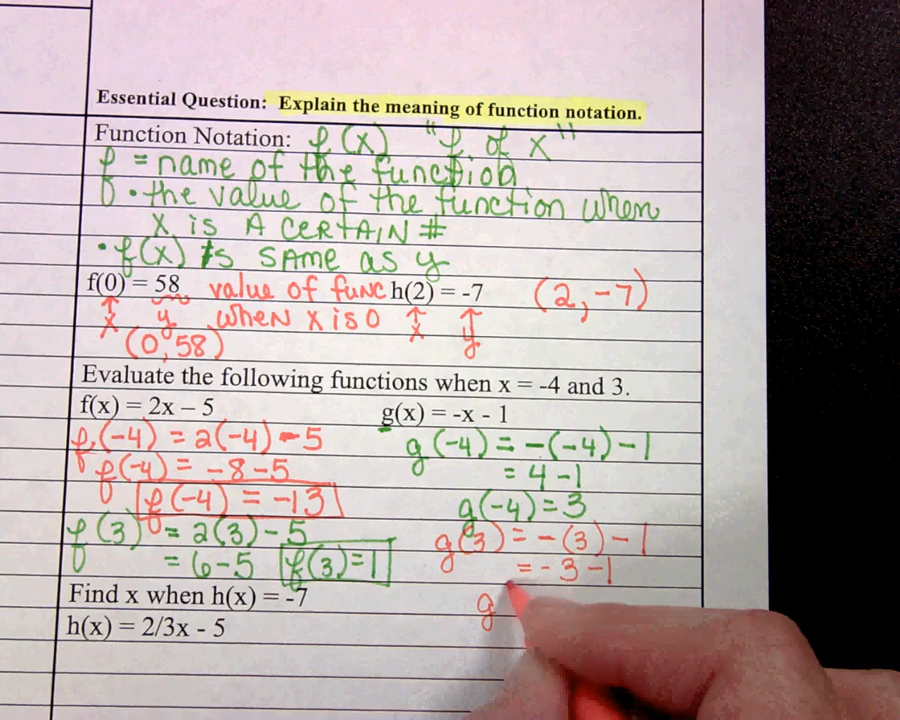 Essential Question: Explain the meaning of function notation.
Function Notation: f(x) "f of x"
f = name of the function
• the value of the function when
x is A CERTAIN #
• f(x) is SAME as y
f(0) = 58 value of func h(2) = -7 (2, -7)
x y when x is 0 x y
(0, 58)
Evaluate the following functions when x = -4 and 3.
f(x) = 2x – 5 g(x) = -x - 1
f(-4) = 2(-4) - 5 g(-4) = -(-4) - 1
f(-4) = -8 - 5 = 4 - 1
f(-4) = -13 g(-4) = 3
f(3) = 2(3) - 5 g(3) = -(3) - 1
= 6 - 5 f(3) = 1 = -3 - 1
Find x when h(x) = -7 g
h(x) = 2/3x - 5